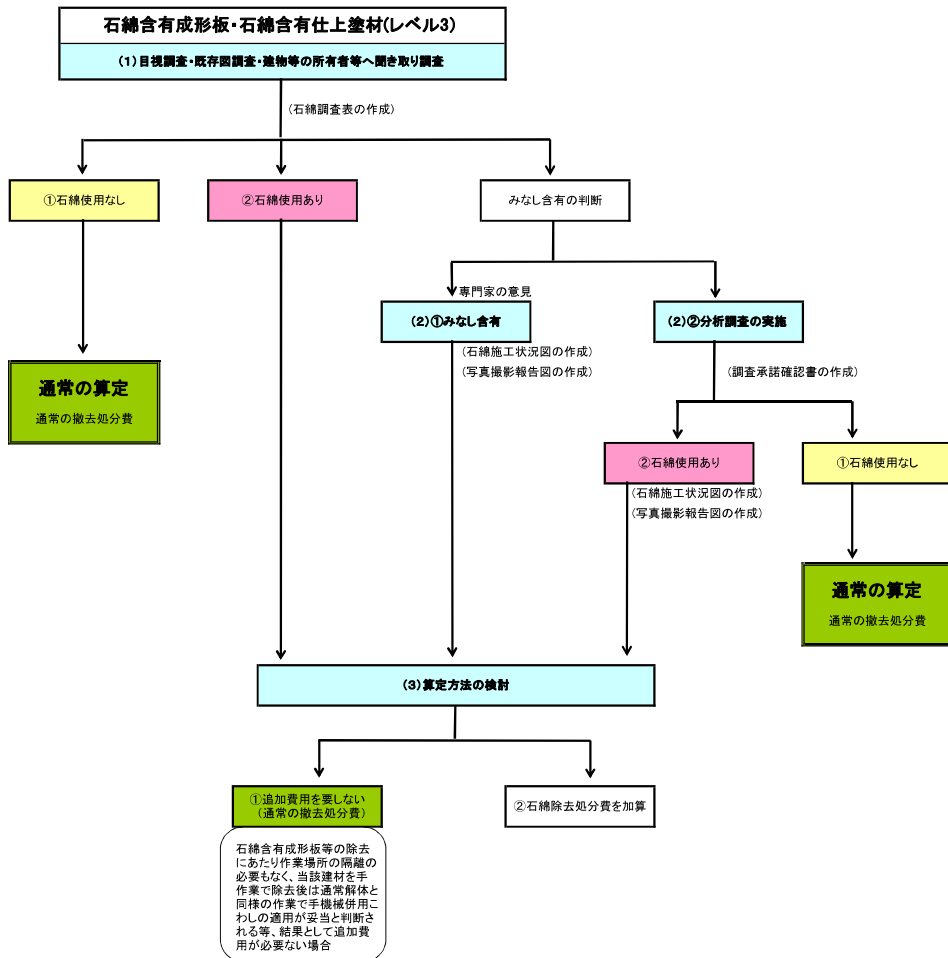 石綿含有成形板・石綿含有仕上塗材(レベル3)
(1)目視調査・既存図調査・建物等の所有者等へ聞き取り調査
(石綿調査表の作成)
①石綿使用なし
②石綿使用あり
みなし含有の判断
専門家の意見
(2)①みなし含有
(2)②分析調査の実施
(石綿施工状況図の作成)
(写真撮影報告図の作成)
(調査承諾確認書の作成)
通常の算定
通常の撤去処分費
②石綿使用あり
①石綿使用なし
(石綿施工状況図の作成)
(写真撮影報告図の作成)
通常の算定
通常の撤去処分費
(3)算定方法の検討
①追加費用を要しない
(通常の撤去処分費)
②石綿除去処分費を加算
石綿含有成形板等の除去
にあたり作業場所の隔離の
必要もなく、当該建材を手
作業で除去後は通常解体と
同様の作業で手機械併用こ
わしの適用が妥当と判断さ
れる等、結果として追加費
用が必要ない場合